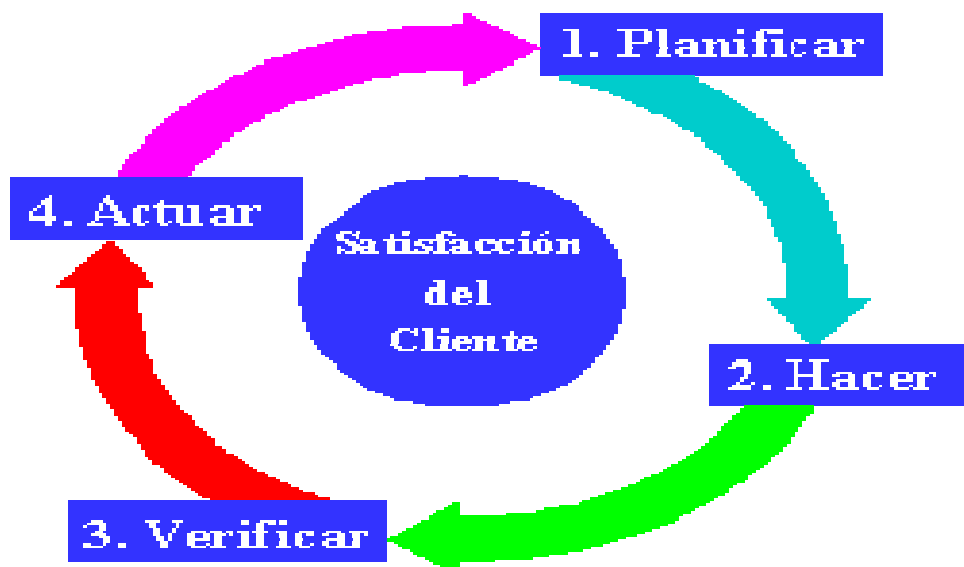 1. Planificar
4. Actuar
Satisfacción
del
Cliente
2. Hacer
3. Verificar